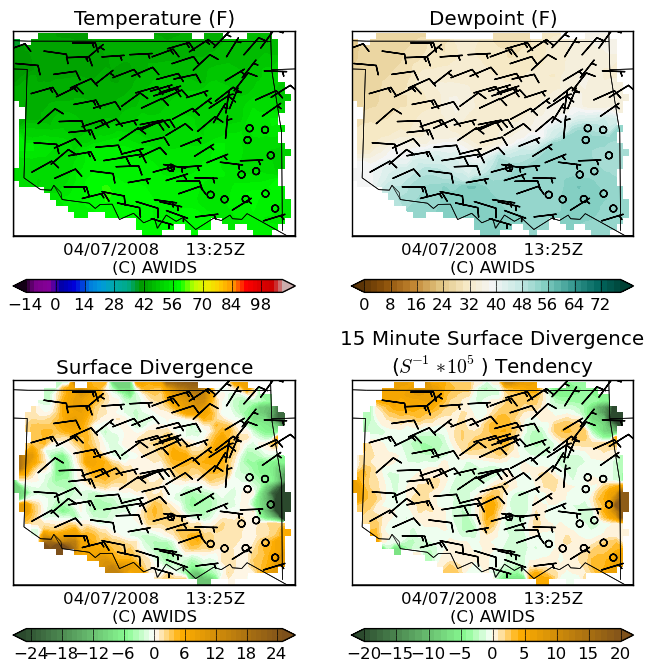 Temperature (F)
Dewpoint (F)
04/07/2008 13:25Z
(C) AWIDS
−14 0 14 28 42 56 70 84 98
04/07/2008 13:25Z
(C) AWIDS
0 8 16 24 32 40 48 56 64 72
Surface Divergence
15 Minute Surface Divergence
(S⁻¹ *10⁵ ) Tendency
04/07/2008 13:25Z
(C) AWIDS
−24 −18 −12 −6 0 6 12 18 24
04/07/2008 13:25Z
(C) AWIDS
−20 −15 −10 −5 0 5 10 15 20